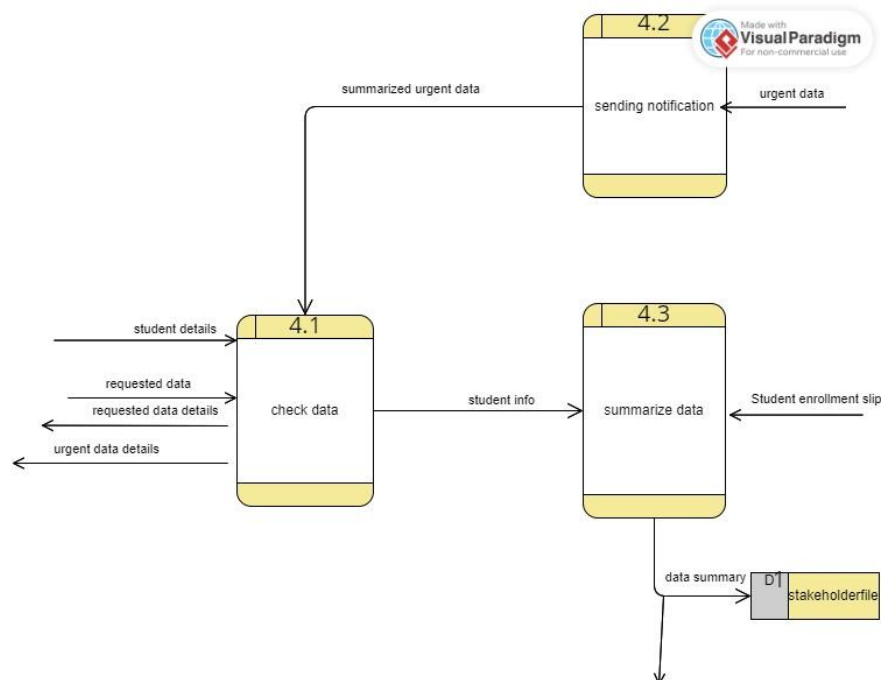 4.2
Made with
Visual Paradigm
For non-commercial use
summarized urgent data
sending notification
urgent data
4.1
4.3
student details
requested data
requested data details
check data
student info
summarize data
Student enrollment slip
urgent data details
data summary
D1
stakeholderfile